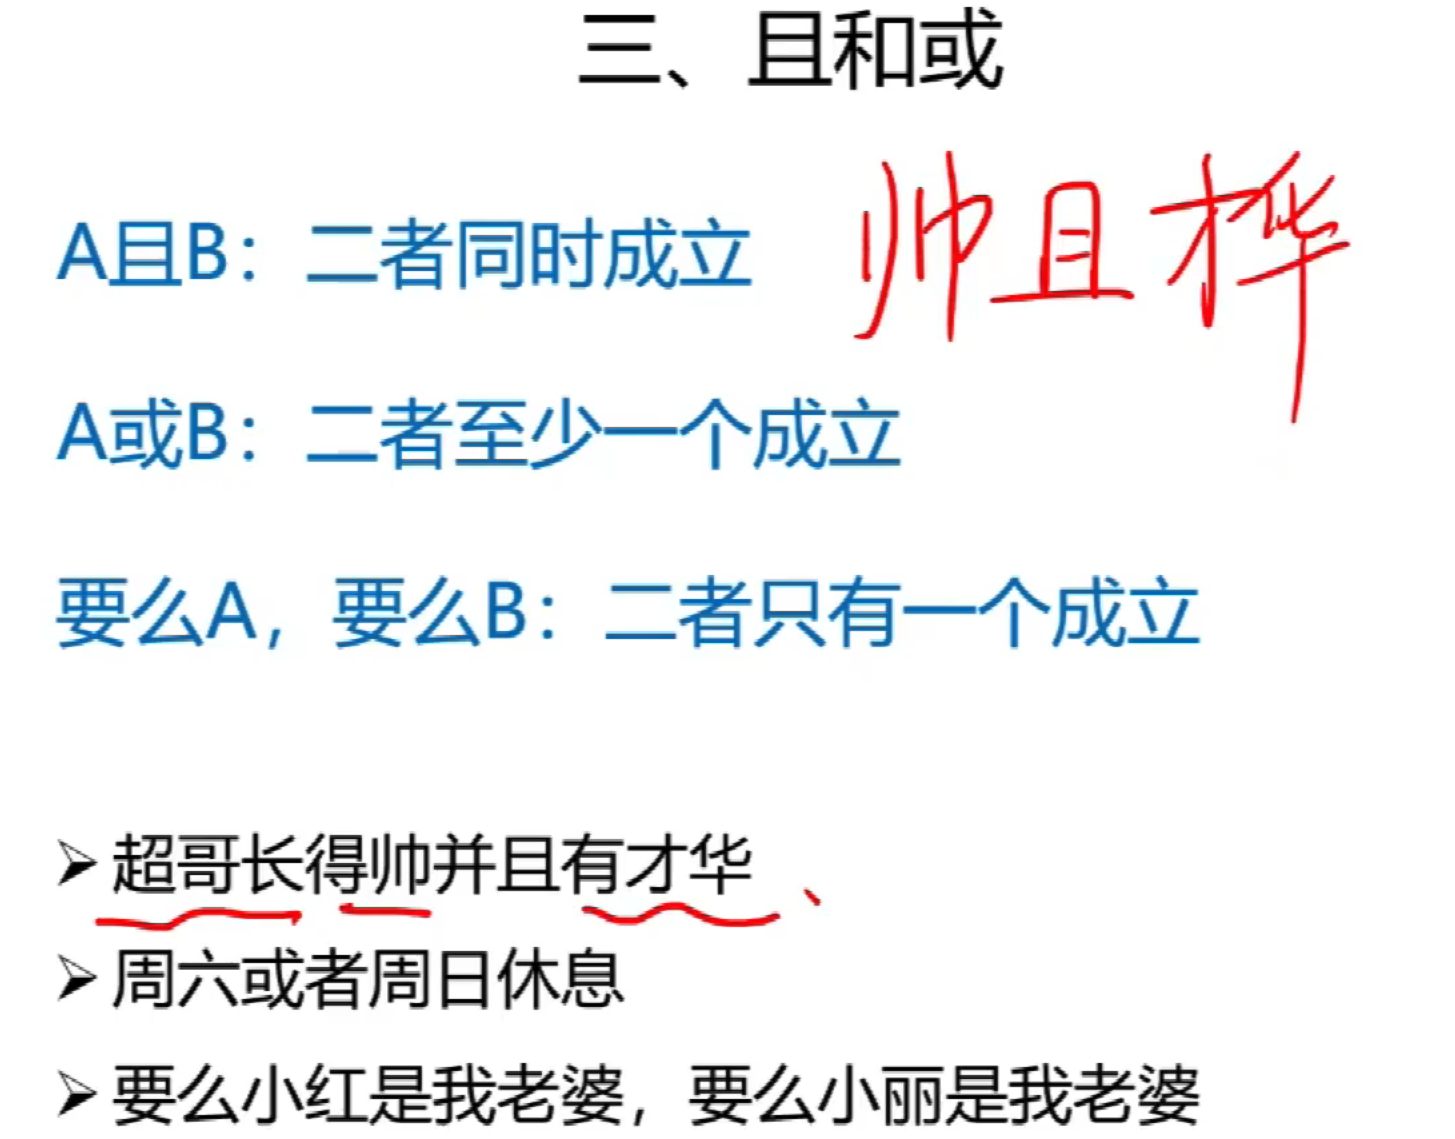 三、且和或
A且B：二者同时成立
帅且才华
A或B：二者至少一个成立
要么A，要么B：二者只有一个成立
➢超哥长得帅并且有才华
➢周六或者周日休息
➢要么小红是我老婆，要么小丽是我老婆